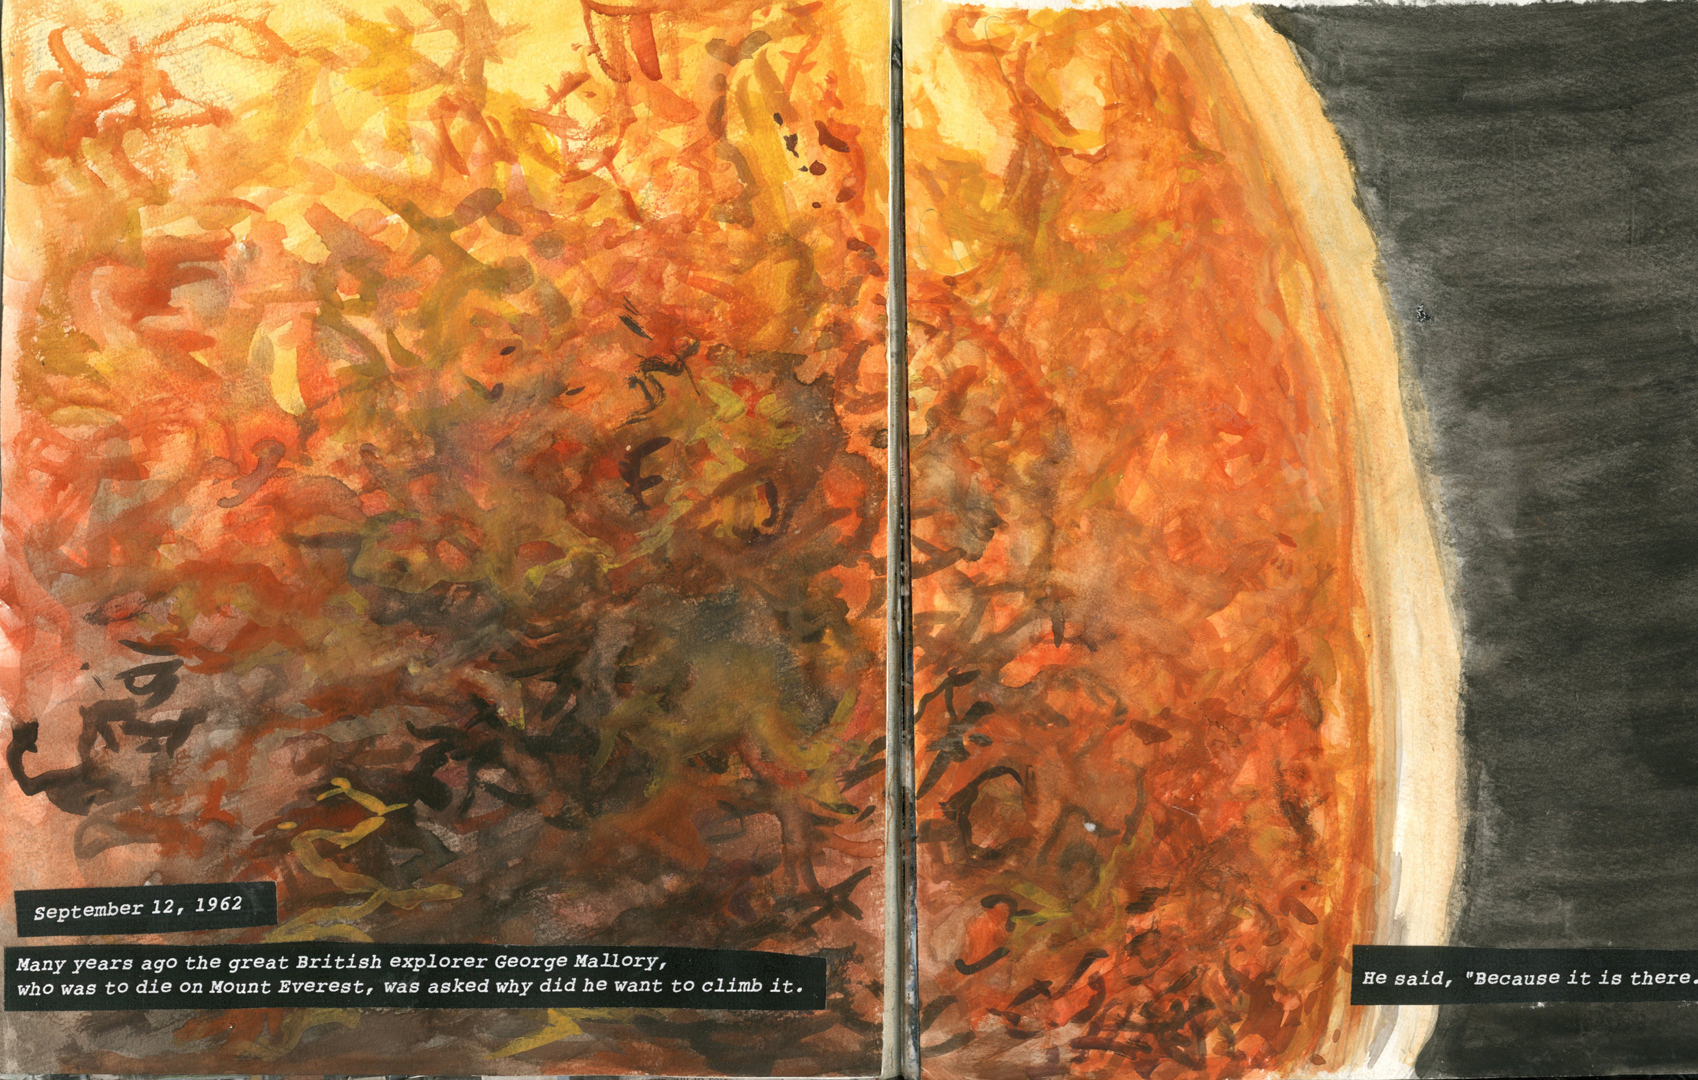 September 12, 1962
Many years ago the great British explorer George Mallory,
who was to die on Mount Everest, was asked why did he want to climb it.
He said, "Because it is there.